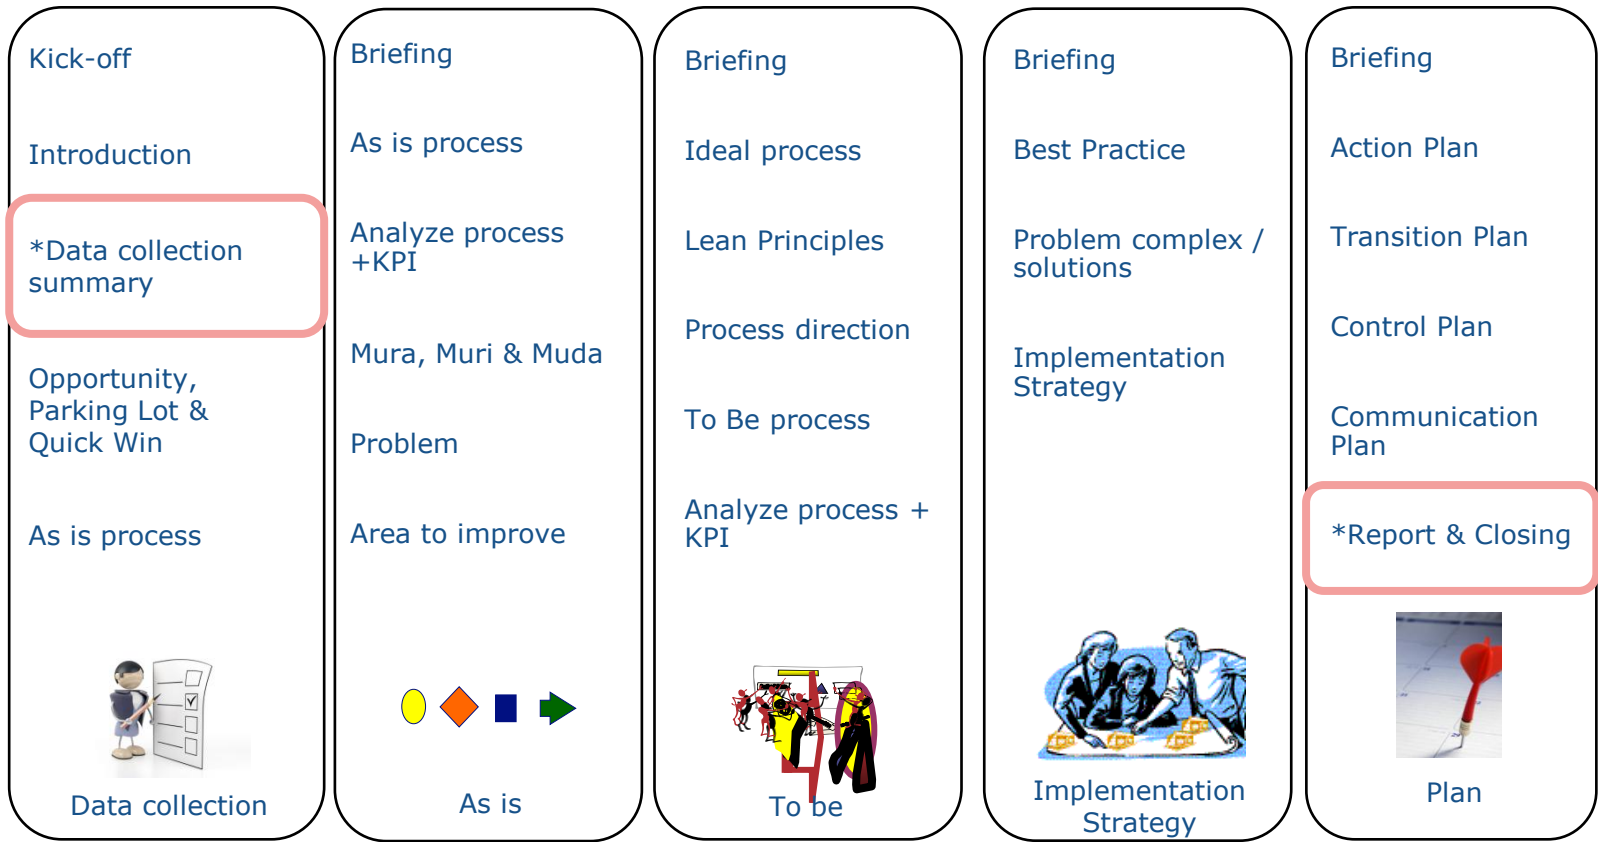 Kick-off
Introduction
*Data collection
summary
Opportunity,
Parking Lot &
Quick Win
As is process
Data collection
Briefing
As is process
Analyze process
+KPI
Mura, Muri & Muda
Problem
Area to improve
As is
Briefing
Ideal process
Lean Principles
Process direction
To Be process
Analyze process +
KPI
To be
Briefing
Best Practice
Problem complex /
solutions
Implementation
Strategy
Implementation
Strategy
Briefing
Action Plan
Transition Plan
Control Plan
Communication
Plan
*Report & Closing
Plan